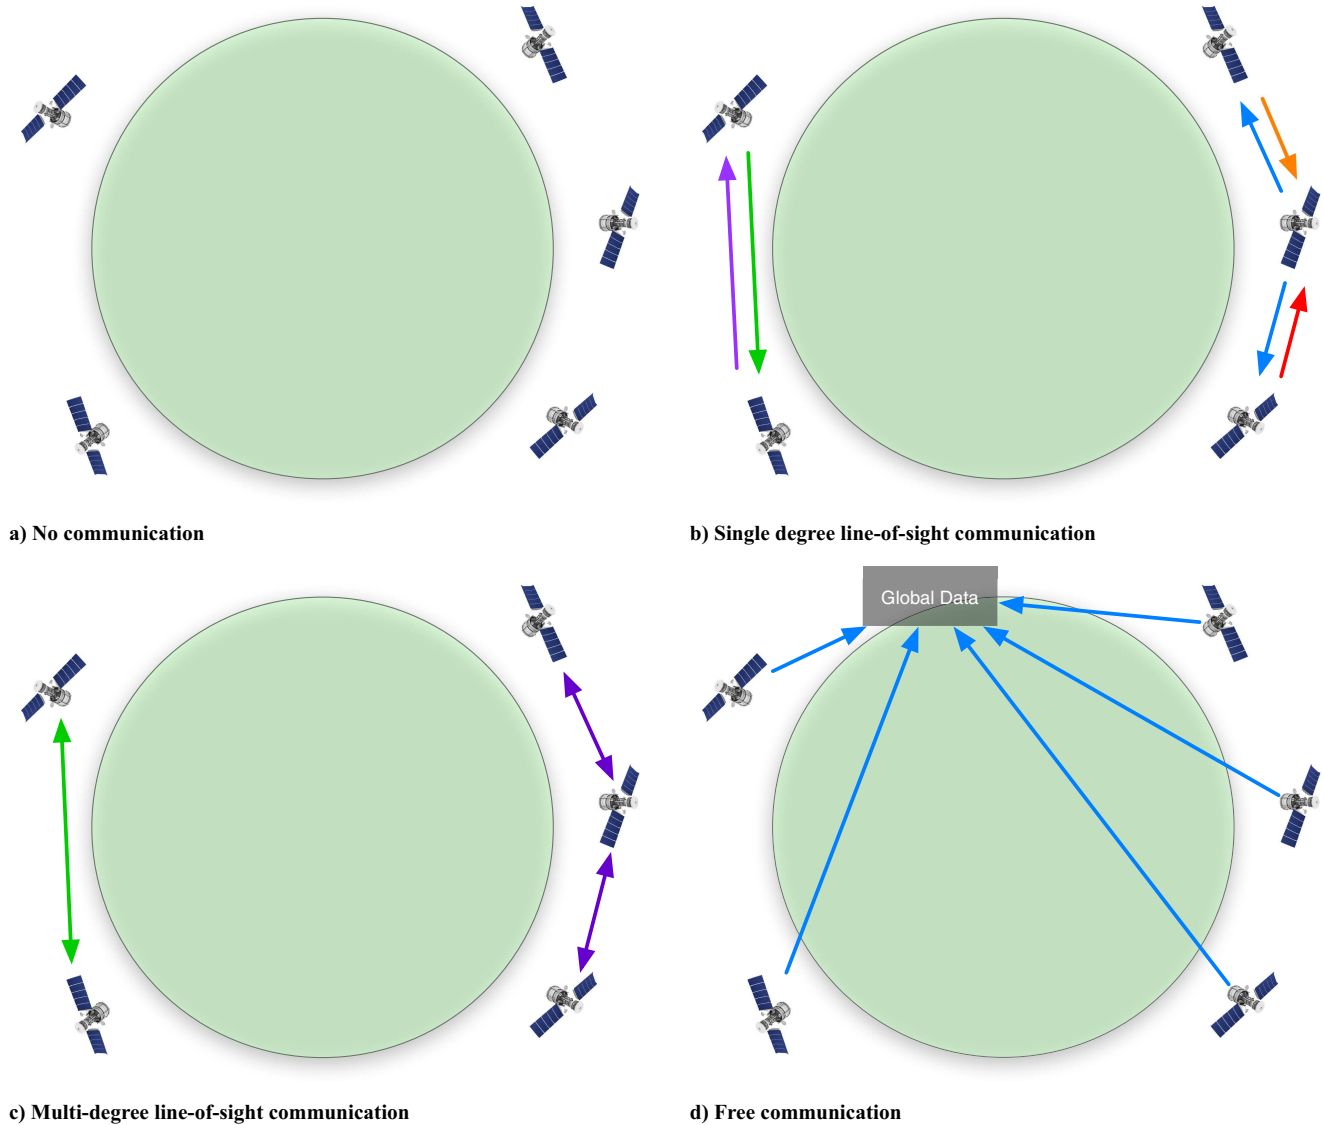 a) No communication
b) Single degree line-of-sight communication
Global Data
c) Multi-degree line-of-sight communication
d) Free communication